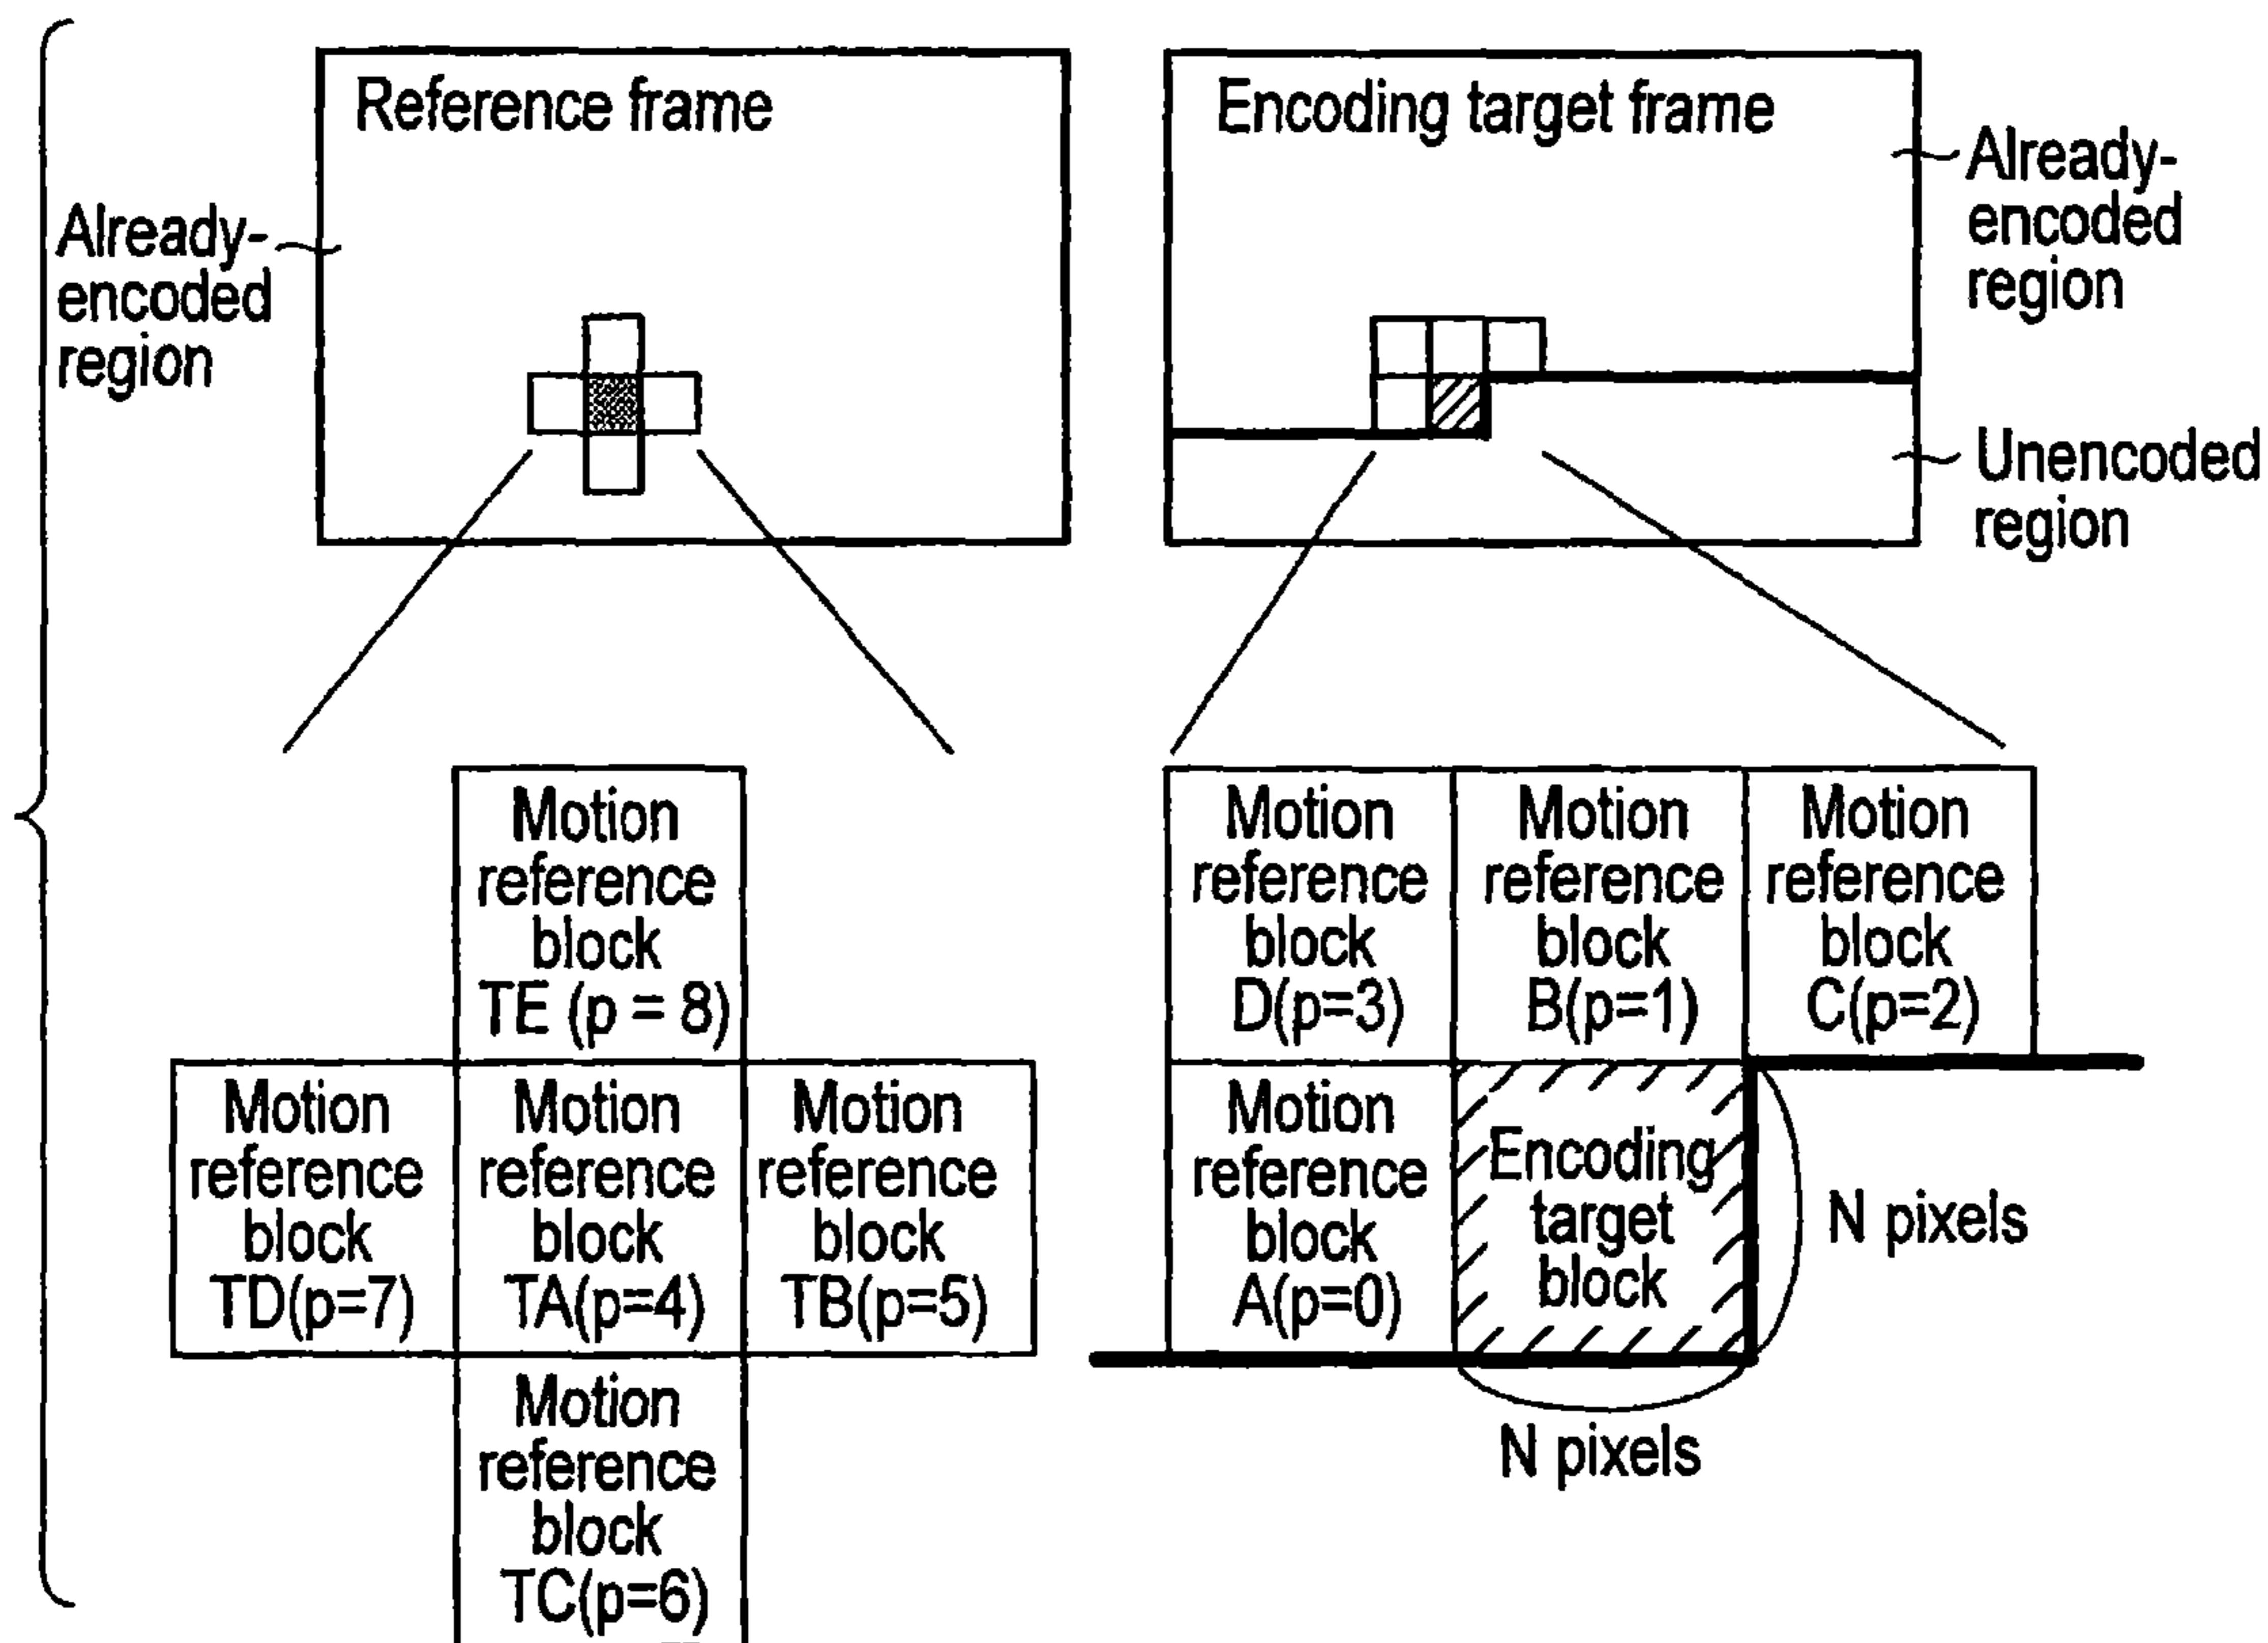 Reference frame
Already-
encoded
region
Encoding target frame
Already-
encoded
region
Unencoded
region
Motion
reference
block
TE (p = 8)
Motion
reference
block
TD(p=7)
Motion
reference
block
TA(p=4)
Motion
reference
block
TB(p=5)
Motion
reference
block
TC(p=6)
Motion
reference
block
D(p=3)
Motion
reference
block
B(p=1)
Motion
reference
block
C(p=2)
Motion
reference
block
A(p=0)
Encoding
target
block
N pixels
N pixels